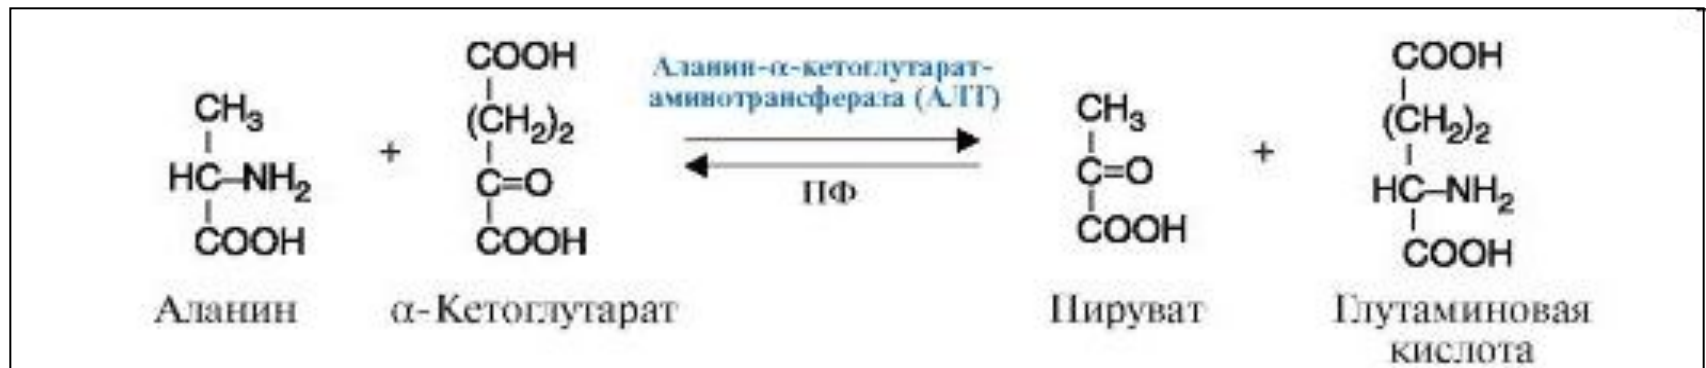 COOH
Аланин-α-кетоглутарат-
аминотрансфераза (АЛТ)
COOH
CH₃
(CH₂)₂
CH₃
(CH₂)₂
+
+
HC–NH₂
C=O
ПФ
C=O
HC–NH₂
COOH
COOH
COOH
COOH
Аланин
α-Кетоглутарат
Пируват
Глутаминовая
кислота